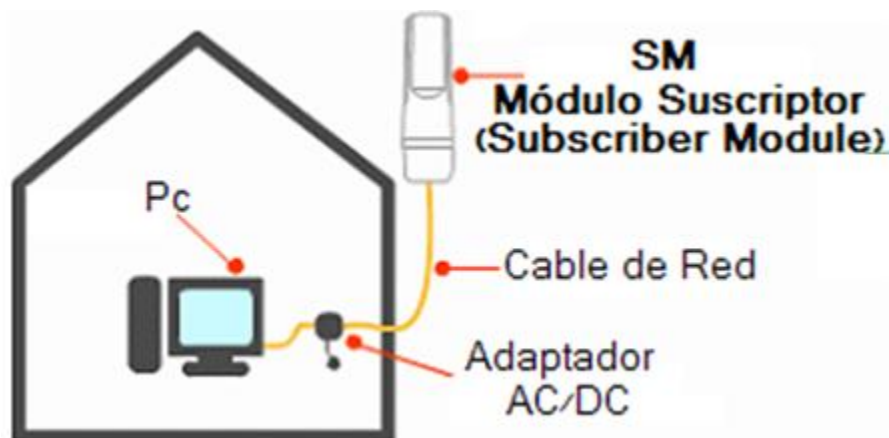 SM
Módulo Suscriptor
(Subscriber Module)
Pc
Cable de Red
Adaptador
AC/DC